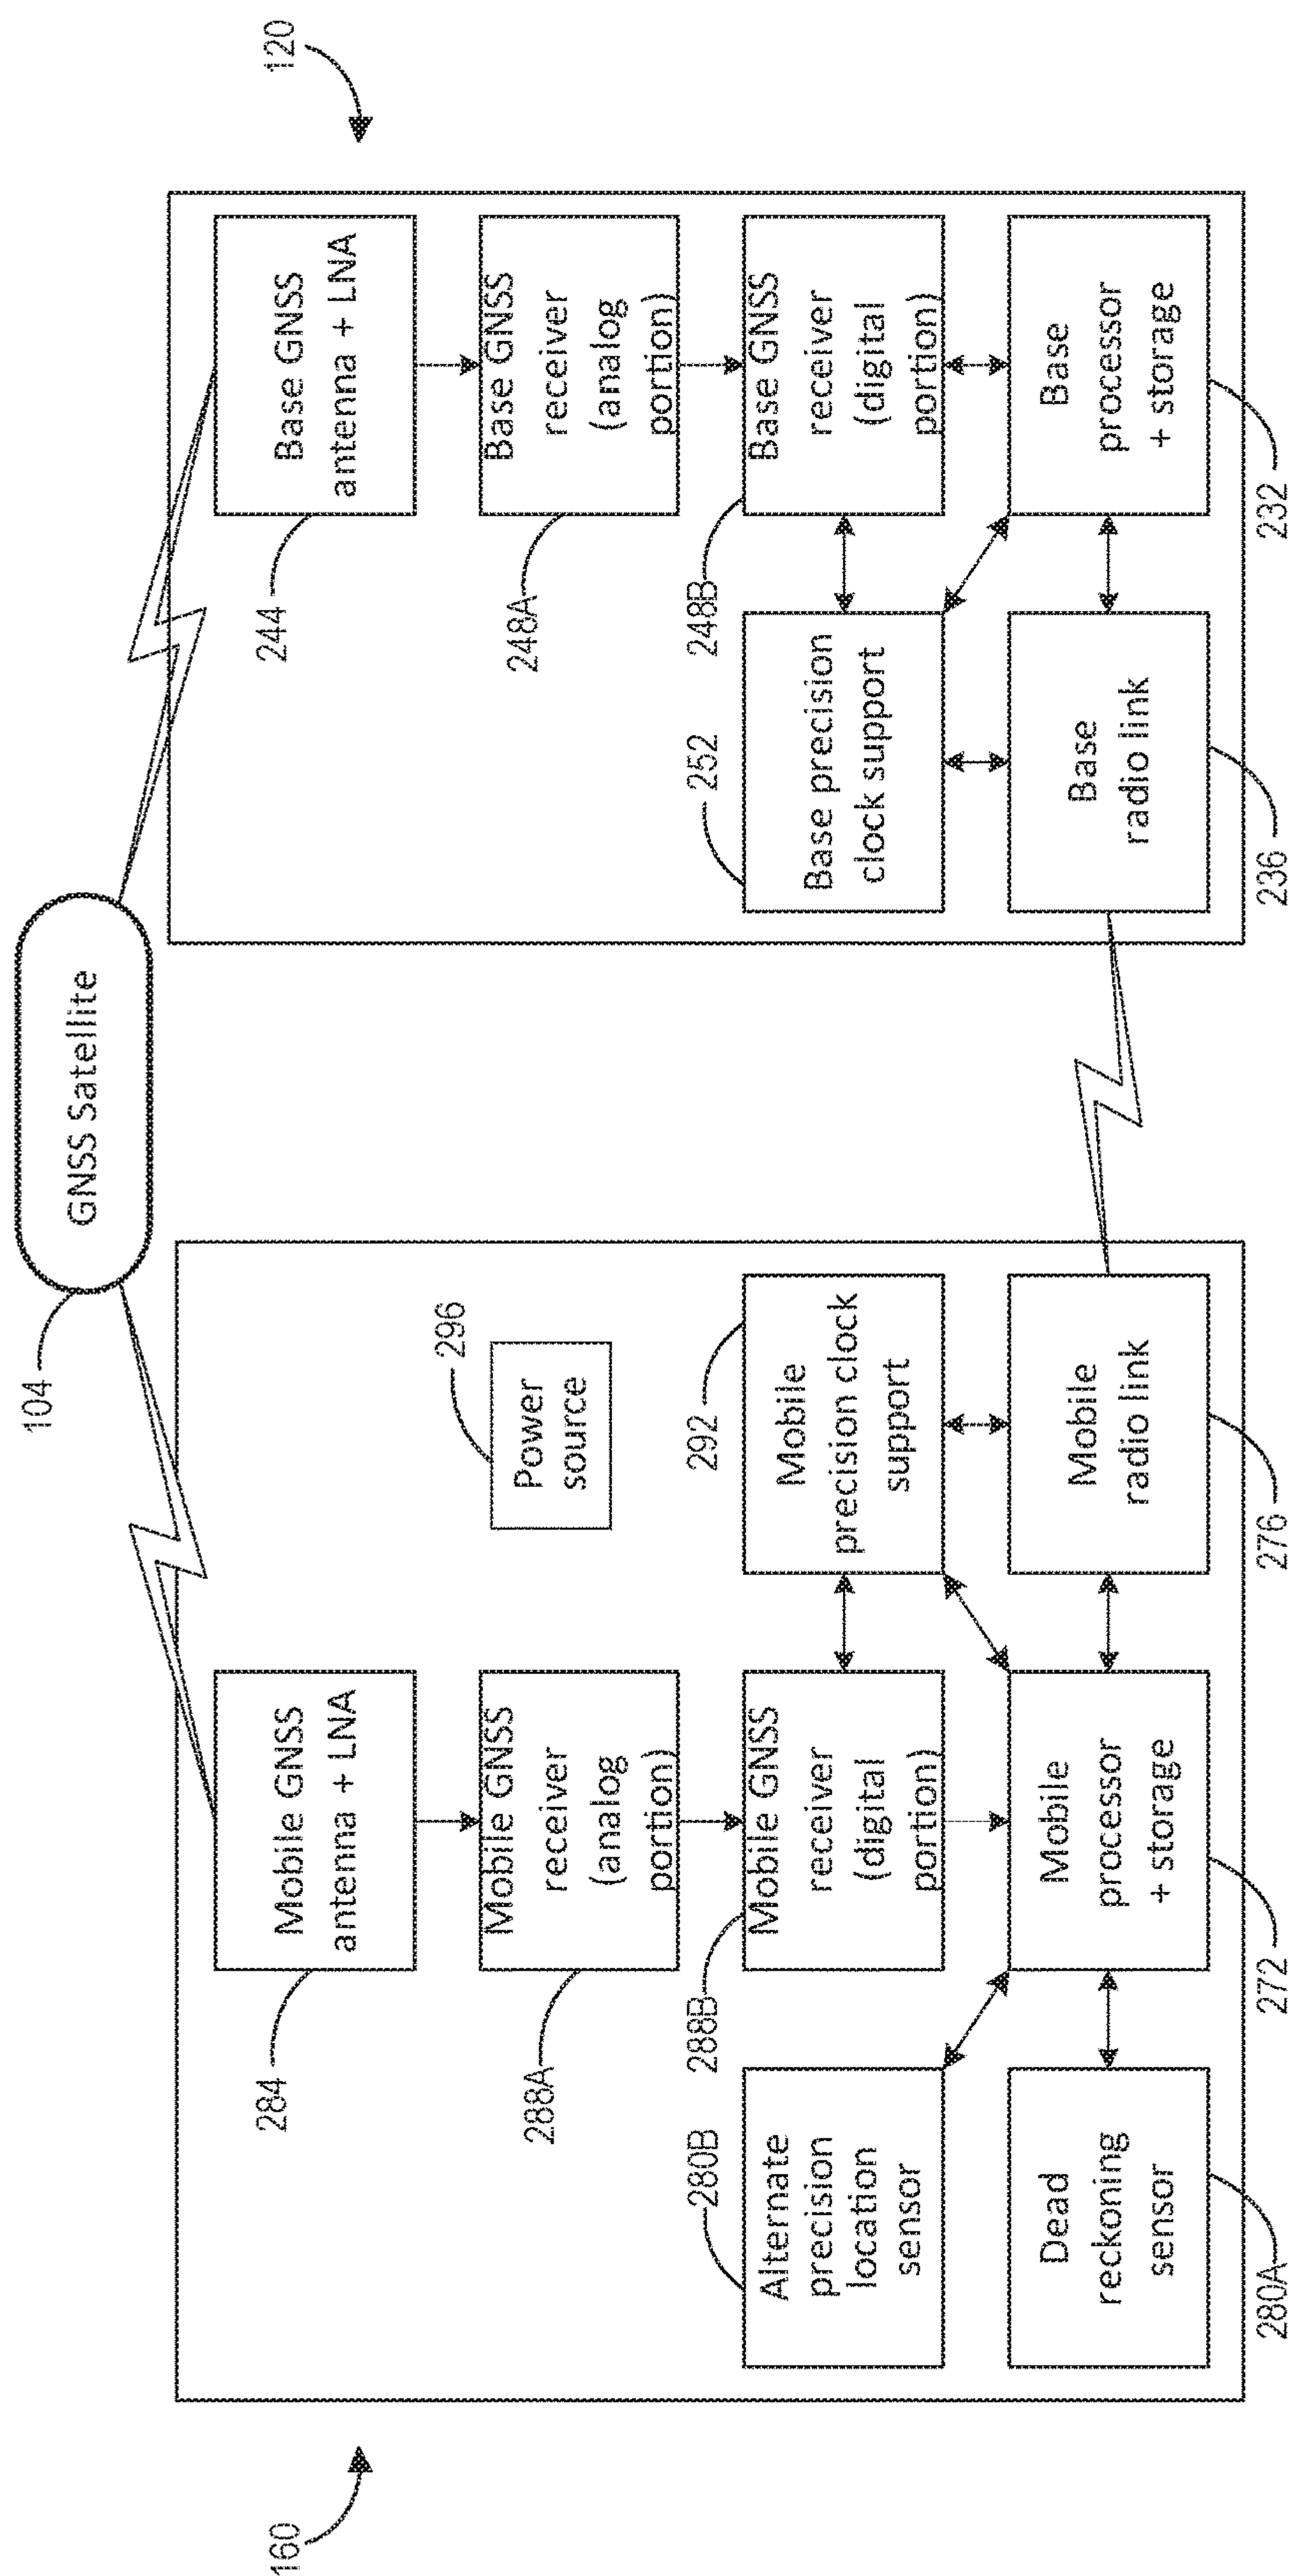 120
GNSS Satellite
104
160
Base GNSS
antenna + LNA
244
Base GNSS
receiver
(analog
portion)
248A
Base GNSS
receiver
(digital
portion)
248B
Base precision
clock support
252
Base
processor
+ storage
232
Base
radio link
236
Mobile GNSS
antenna + LNA
284
Power
source
296
Mobile GNSS
receiver
(analog
portion)
288A
Mobile GNSS
receiver
(digital
portion)
288B
Mobile
precision clock
support
292
Alternate
precision
location
sensor
280B
Dead
reckoning
sensor
280A
Mobile
processor
+ storage
272
Mobile
radio link
276